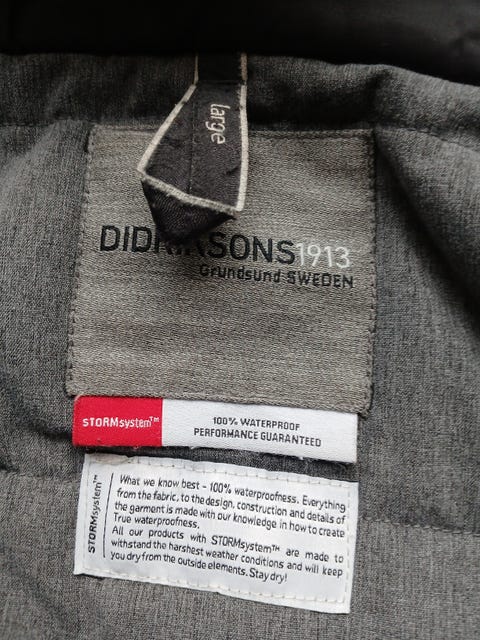 large
DIDRIKSONS1913
Grundsund SWEDEN
STORMsystem™
100% WATERPROOF
PERFORMANCE GUARANTEED
STORMsystem™
What we know best - 100% waterproofness. Everything
from the fabric, to the design, construction and details of
the garment is made with our knowledge in how to create
True waterproofness.
All our products with STORMsystem™ are made to
withstand the harshest weather conditions and will keep
you dry from the outside elements. Stay dry!